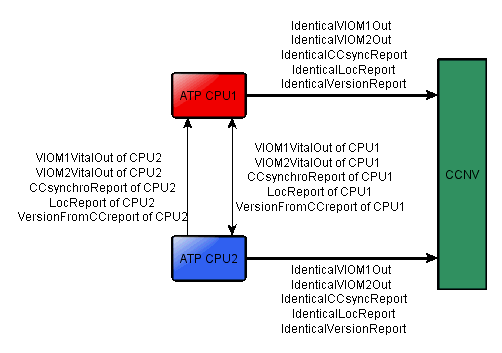 IdenticalVIOM1Out
IdenticalVIOM2Out
IdenticalCCsyncReport
IdenticalLocReport
IdenticalVersionReport
ATP CPU1
CCNV
VIOM1VitalOut of CPU2
VIOM2VitalOut of CPU2
CCsynchroReport of CPU2
LocReport of CPU2
VersionFromCCreport of CPU2
VIOM1VitalOut of CPU1
VIOM2VitalOut of CPU1
CCsynchroReport of CPU1
LocReport of CPU1
VersionFromCCreport of CPU1
ATP CPU2
IdenticalVIOM1Out
IdenticalVIOM2Out
IdenticalCCsyncReport
IdenticalLocReport
IdenticalVersionReport